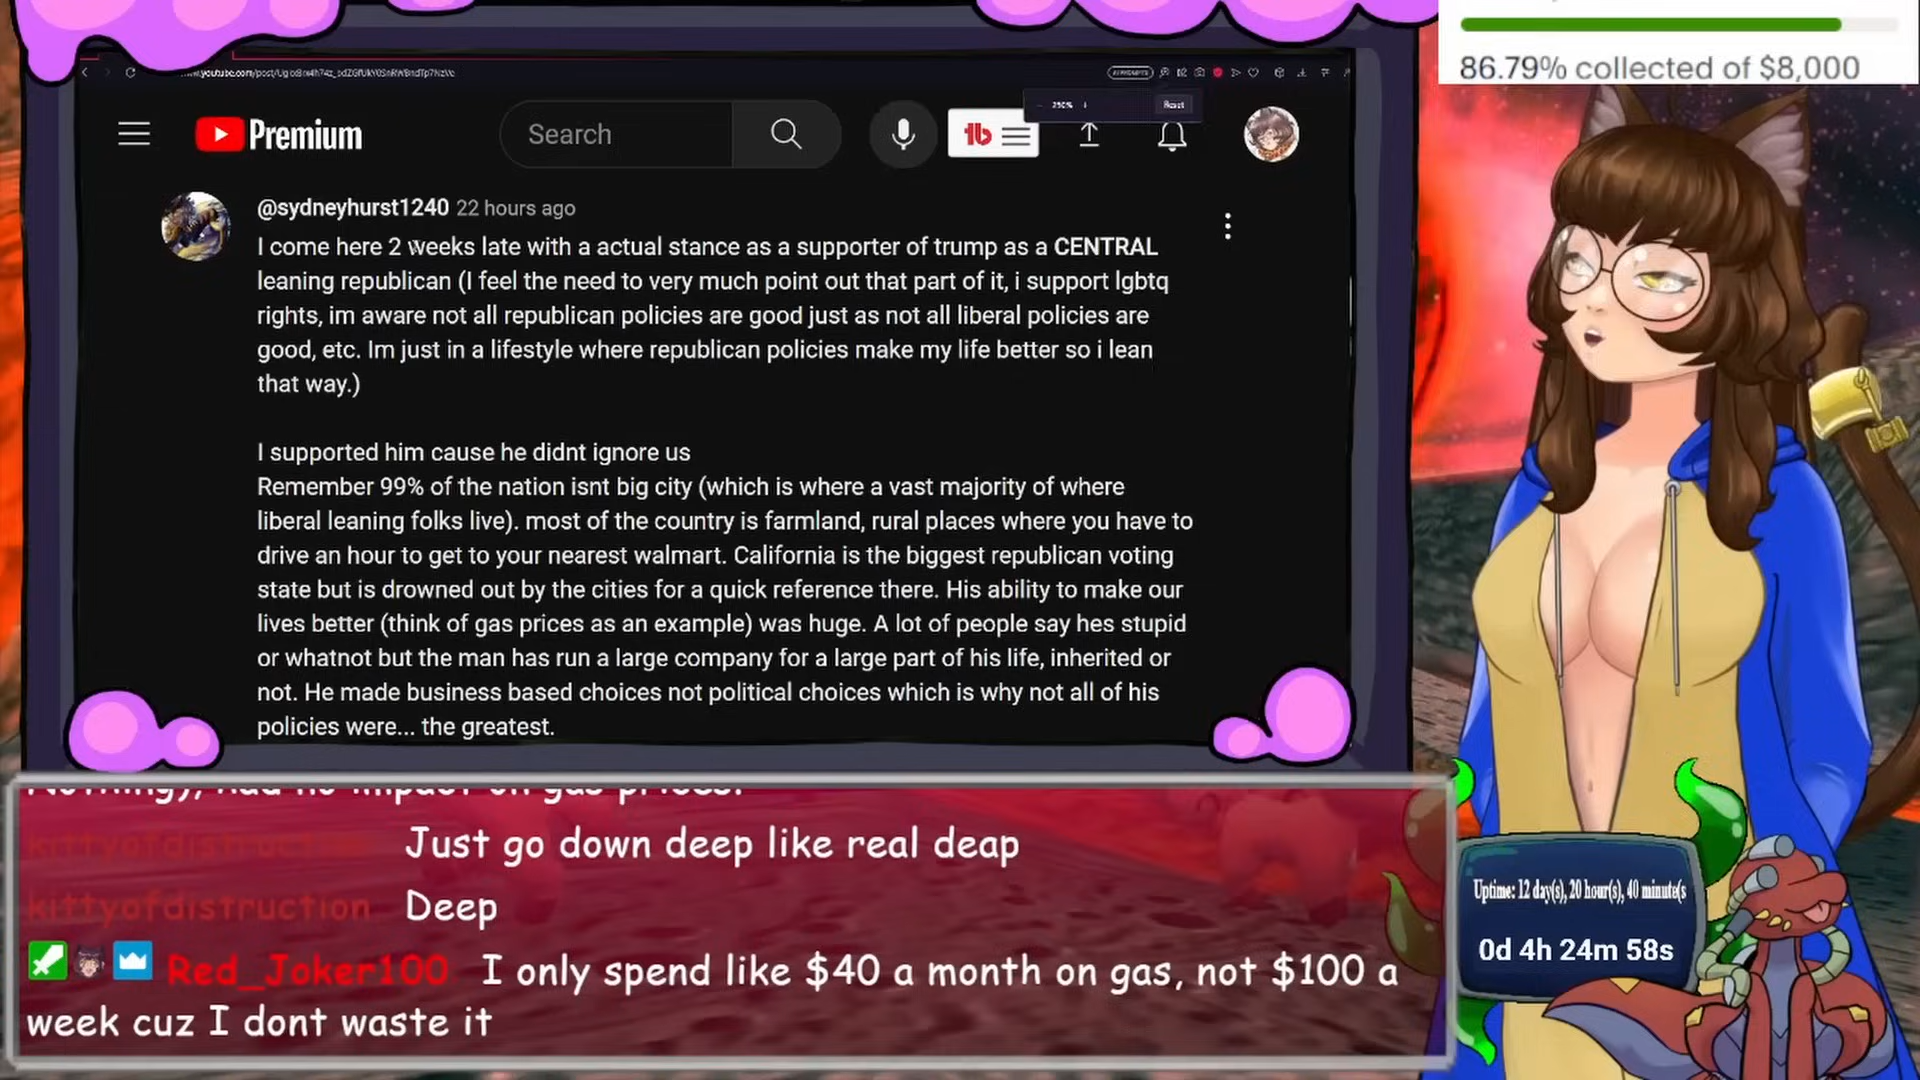 86.79% collected of $8,000
250%
Reset
Premium
Search
@sydneyhurst1240 22 hours ago
I come here 2 weeks late with a actual stance as a supporter of trump as a CENTRAL
leaning republican (I feel the need to very much point out that part of it, i support lgbtq
rights, im aware not all republican policies are good just as not all liberal policies are
good, etc. Im just in a lifestyle where republican policies make my life better so i lean
that way.)
I supported him cause he didnt ignore us
Remember 99% of the nation isnt big city (which is where a vast majority of where
liberal leaning folks live). most of the country is farmland, rural places where you have to
drive an hour to get to your nearest walmart. California is the biggest republican voting
state but is drowned out by the cities for a quick reference there. His ability to make our
lives better (think of gas prices as an example) was huge. A lot of people say hes stupid
or whatnot but the man has run a large company for a large part of his life, inherited or
not. He made business based choices not political choices which is why not all of his
policies were... the greatest.
Nothing), had no impact on gas prices.
kittyofdistruction Just go down deep like real deap
kittyofdistruction Deep
Red_Joker100 I only spend like $40 a month on gas, not $100 a
week cuz I dont waste it
Uptime: 12 day(s), 20 hour(s), 40 minute(s
0d 4h 24m 58s